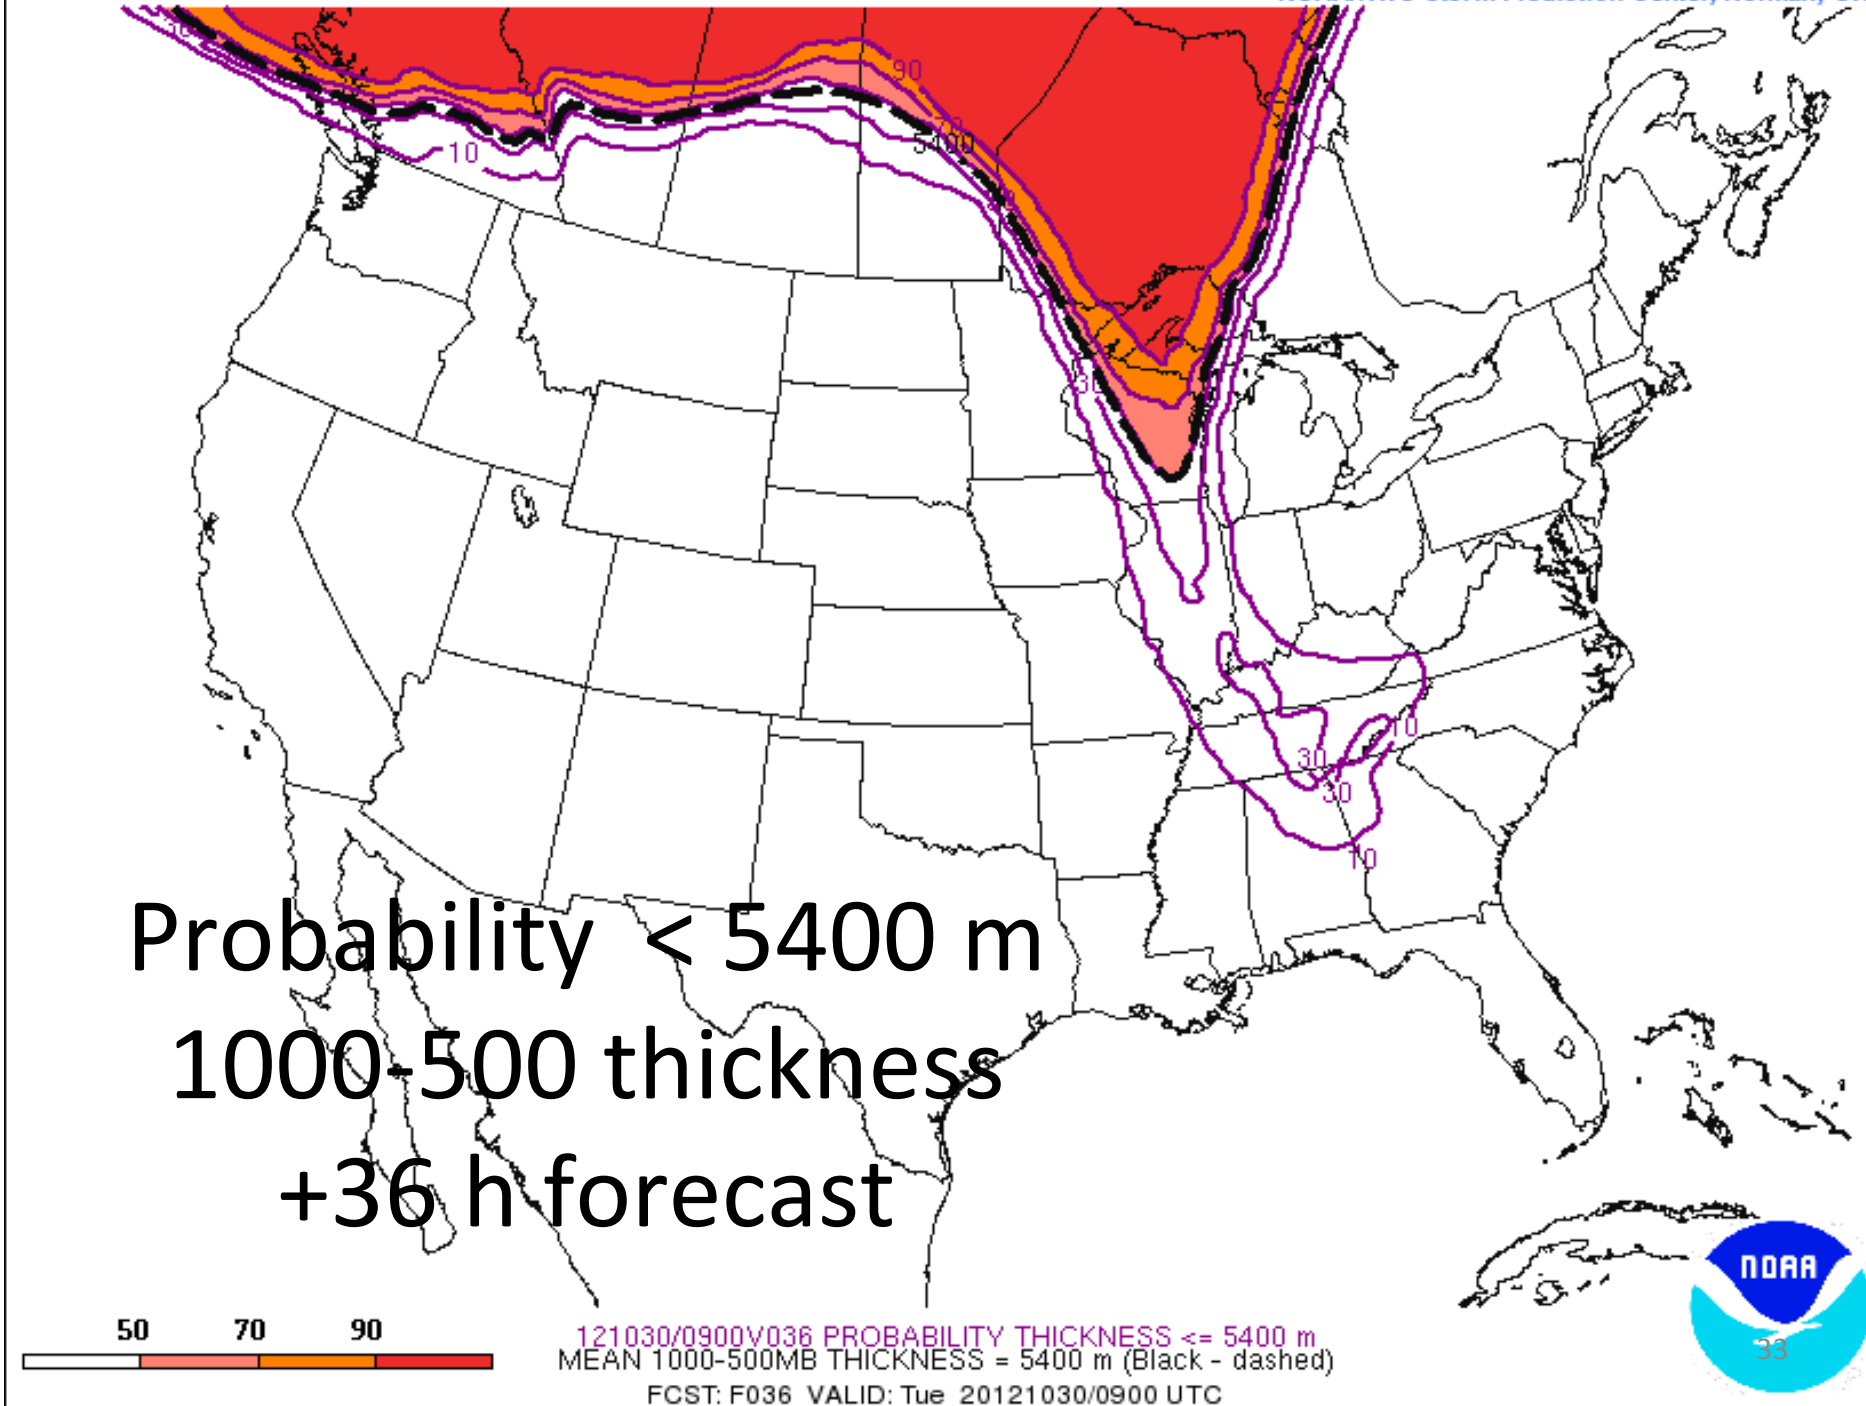 90
70
5400
10
30
10
30
30
10
Probability < 5400 m
1000-500 thickness
+36 h forecast
NOAA
33
50 70 90
121030/0900V036 PROBABILITY THICKNESS <= 5400 m
MEAN 1000-500MB THICKNESS = 5400 m (Black - dashed)
FCST: F036 VALID: Tue 20121030/0900 UTC